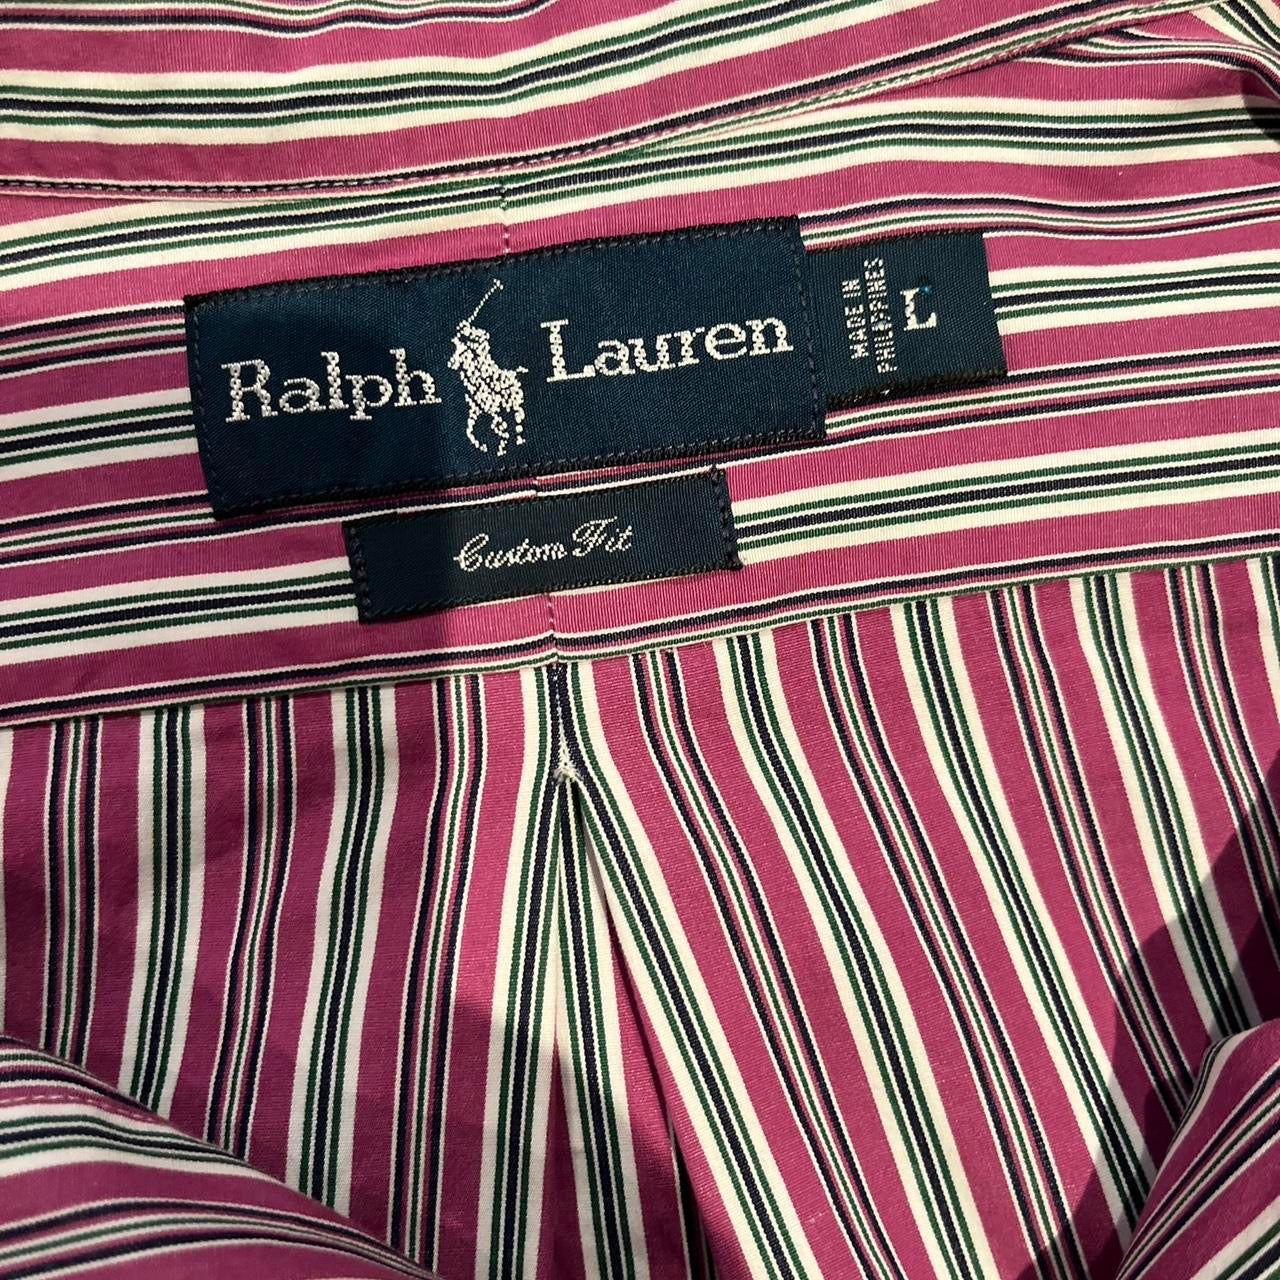 Ralph Lauren
MADE IN
PHILIPPINES
L
Custom Fit